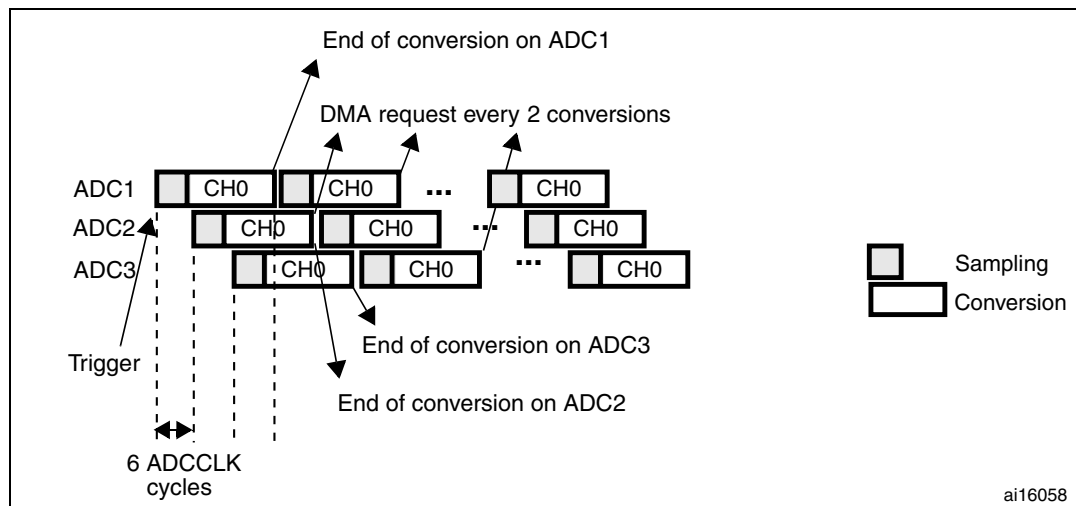 End of conversion on ADC1
DMA request every 2 conversions
ADC1
CH0
CH0
...
CH0
ADC2
CH0
CH0
...
CH0
ADC3
CH0
CH0
...
CH0
Sampling
Conversion
Trigger
End of conversion on ADC3
End of conversion on ADC2
6 ADCCLK
cycles
ai16058